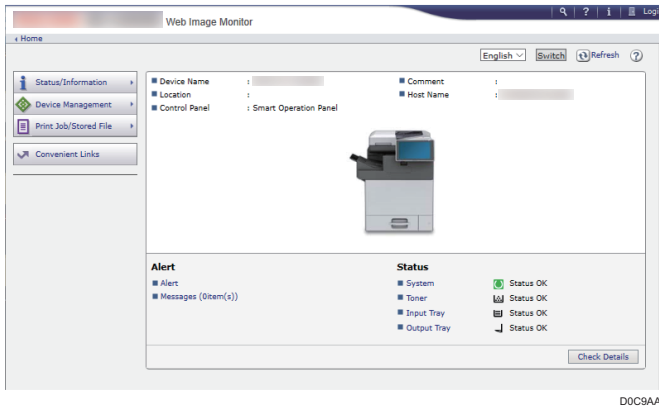 Web Image Monitor
? i Logi
Home
English Switch Refresh ?
Status/Information
Device Management
Print Job/Stored File
Convenient Links
Device Name :
Comment :
Location :
Host Name :
Control Panel : Smart Operation Panel
Alert
Alert
Messages (0item(s))
Status
System Status OK
Toner Status OK
Input Tray Status OK
Output Tray Status OK
Check Details
D0C9AA